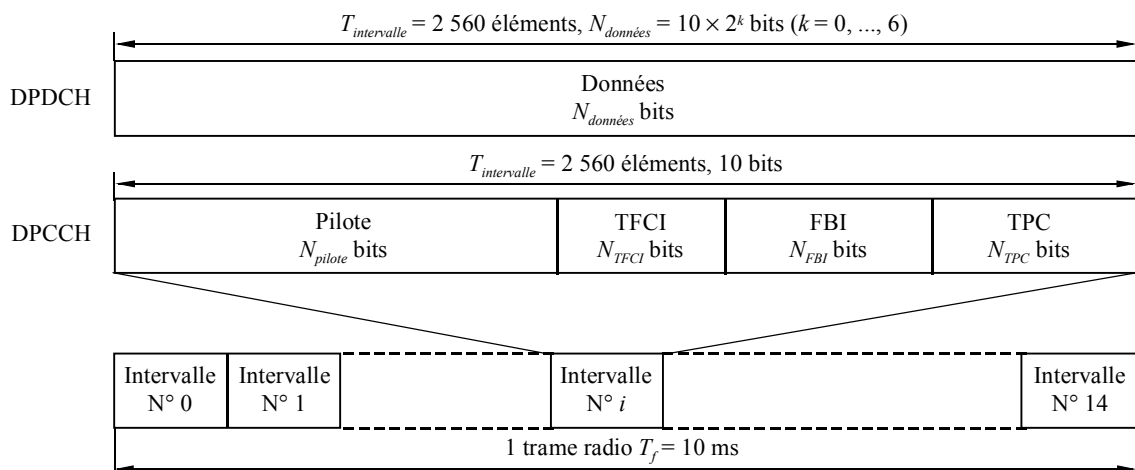 T_intervalle = 2 560 éléments, N_données = 10 × 2^k bits (k = 0, ..., 6)
DPDCH
Données
N_données bits
T_intervalle = 2 560 éléments, 10 bits
DPCCH
Pilote
N_pilote bits
TFCI
N_TFCI bits
FBI
N_FBI bits
TPC
N_TPC bits
Intervalle
N° 0
Intervalle
N° 1
Intervalle
N° i
Intervalle
N° 14
1 trame radio T_f = 10 ms